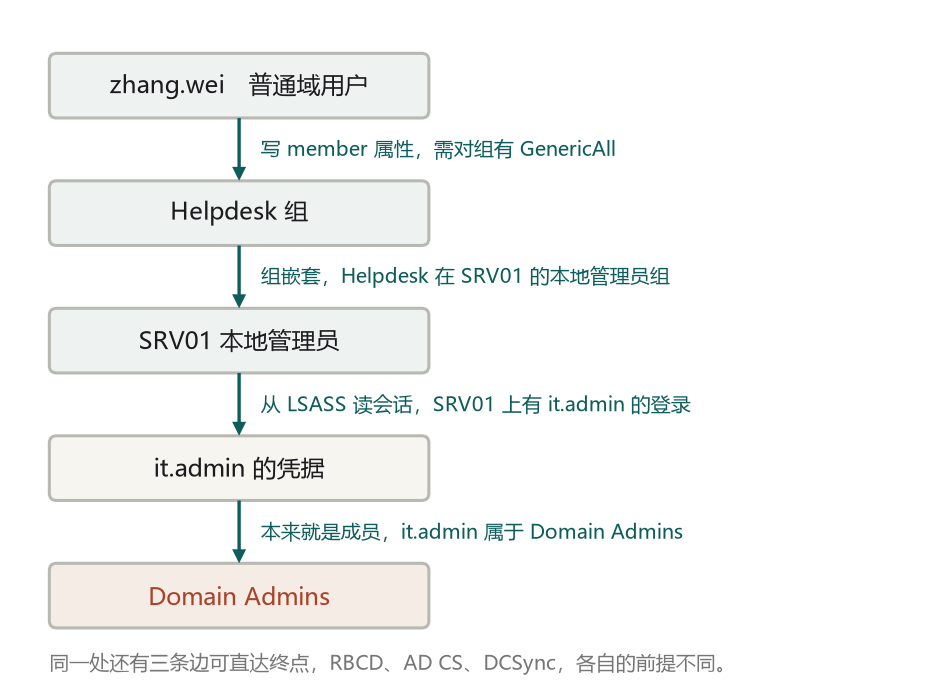 zhang.wei 普通域用户
写 member 属性，需对组有 GenericAll
Helpdesk 组
组嵌套，Helpdesk 在 SRV01 的本地管理员组
SRV01 本地管理员
从 LSASS 读会话，SRV01 上有 it.admin 的登录
it.admin 的凭据
本来就是成员，it.admin 属于 Domain Admins
Domain Admins
同一处还有三条边可直达终点，RBCD、AD CS、DCSync，各自的前提不同。